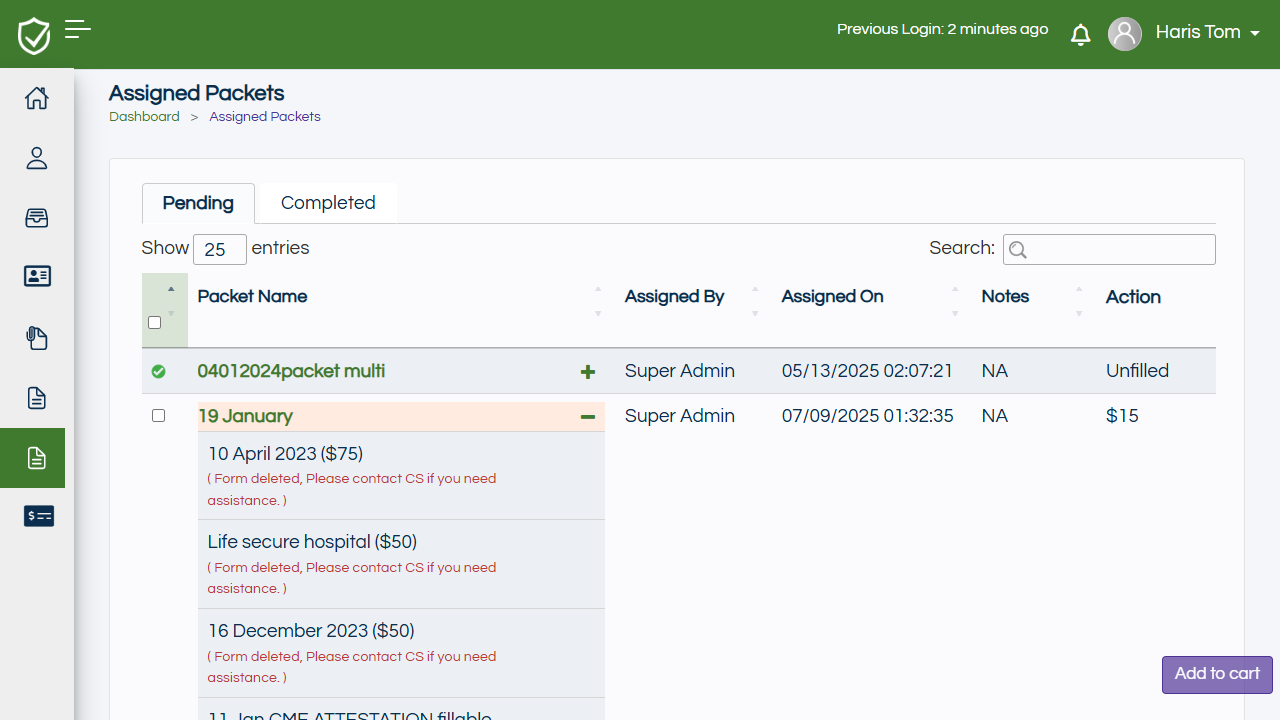 Previous Login: 2 minutes ago
Haris Tom
Assigned Packets
Dashboard > Assigned Packets
Pending
Completed
Show 25 entries
Search:
Packet Name
Assigned By
Assigned On
Notes
Action
04012024packet multi
Super Admin
05/13/2025 02:07:21
NA
Unfilled
19 January
Super Admin
07/09/2025 01:32:35
NA
$15
10 April 2023 ($75)
( Form deleted, Please contact CS if you need
assistance. )
Life secure hospital ($50)
( Form deleted, Please contact CS if you need
assistance. )
16 December 2023 ($50)
( Form deleted, Please contact CS if you need
assistance. )
11 Jan CME ATTESTATION fillable
Add to cart